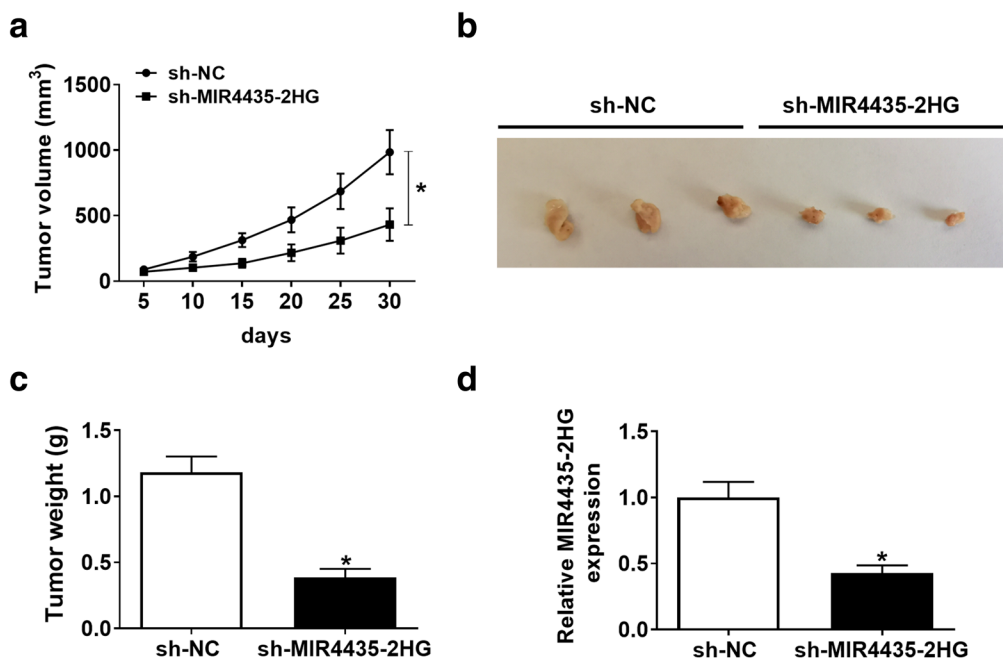 a
sh-NC
sh-MIR4435-2HG
Tumor volume (mm³)
1500
1000
500
0
*
5 10 15 20 25 30
days
b
sh-NC sh-MIR4435-2HG
c
Tumor weight (g)
1.5
1.0
0.5
0.0
*
sh-NC sh-MIR4435-2HG
d
Relative MIR4435-2HG
expression
1.5
1.0
0.5
0.0
*
sh-NC sh-MIR4435-2HG